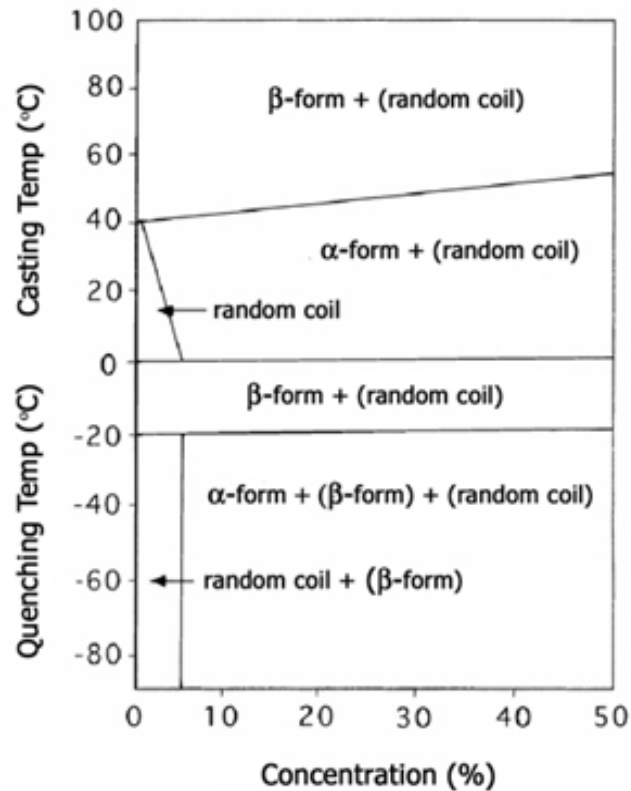 100
β-form + (random coil)
80
60
Casting Temp (°C)
40
α-form + (random coil)
20
random coil
0
β-form + (random coil)
-20
α-form + (β-form) + (random coil)
-40
Quenching Temp (°C)
-60
random coil + (β-form)
-80
0 10 20 30 40 50
Concentration (%)